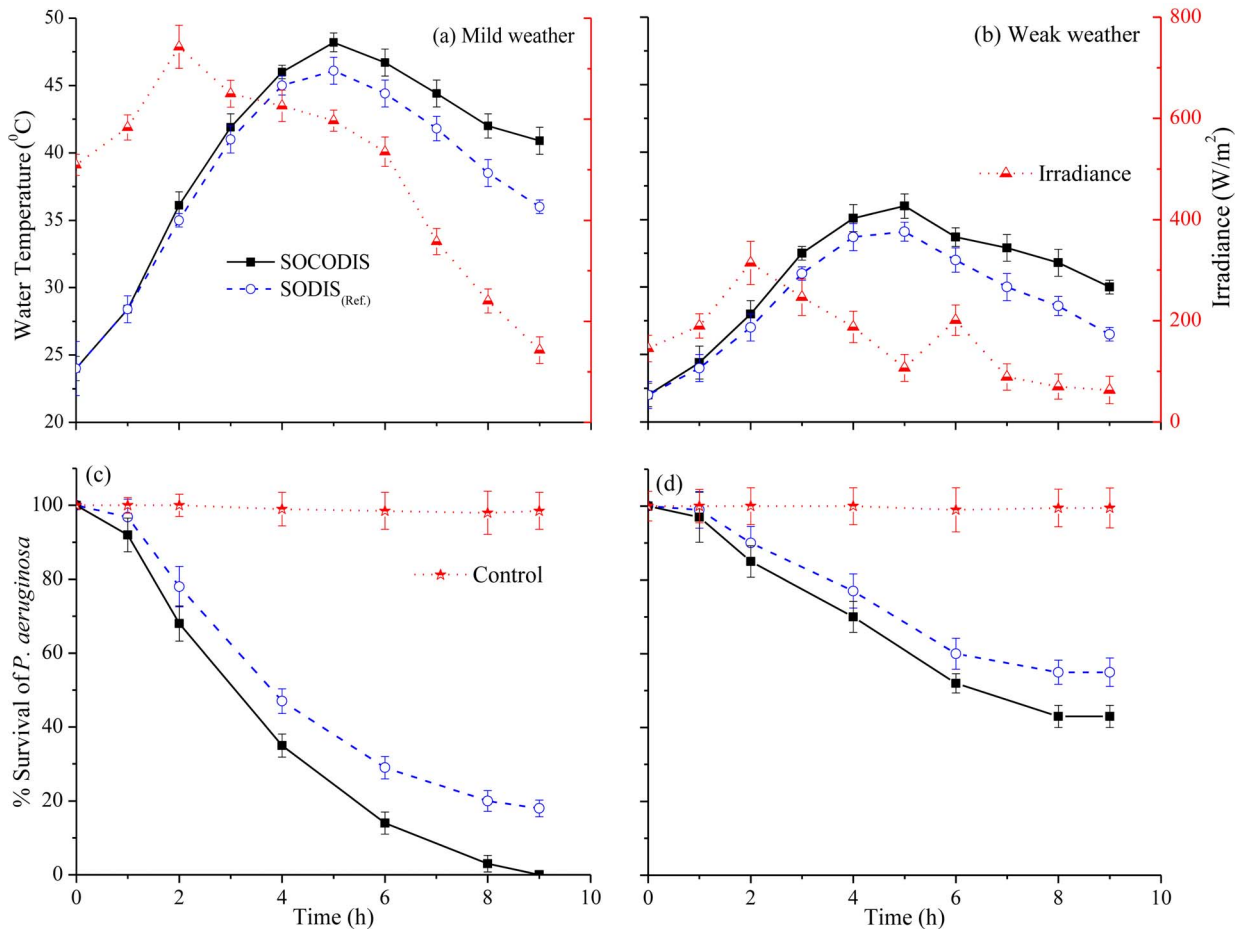 (a) Mild weather
(b) Weak weather
Water Temperature (⁰C)
50
45
40
35
30
25
20
SOCODIS
SODIS(Ref.)
Irradiance
Irradiance (W/m²)
800
600
400
200
0
(c)
(d)
% Survival of P. aeruginosa
100
80
60
40
20
0
Control
0 2 4 6 8 10
0 2 4 6 8 10
Time (h)
Time (h)